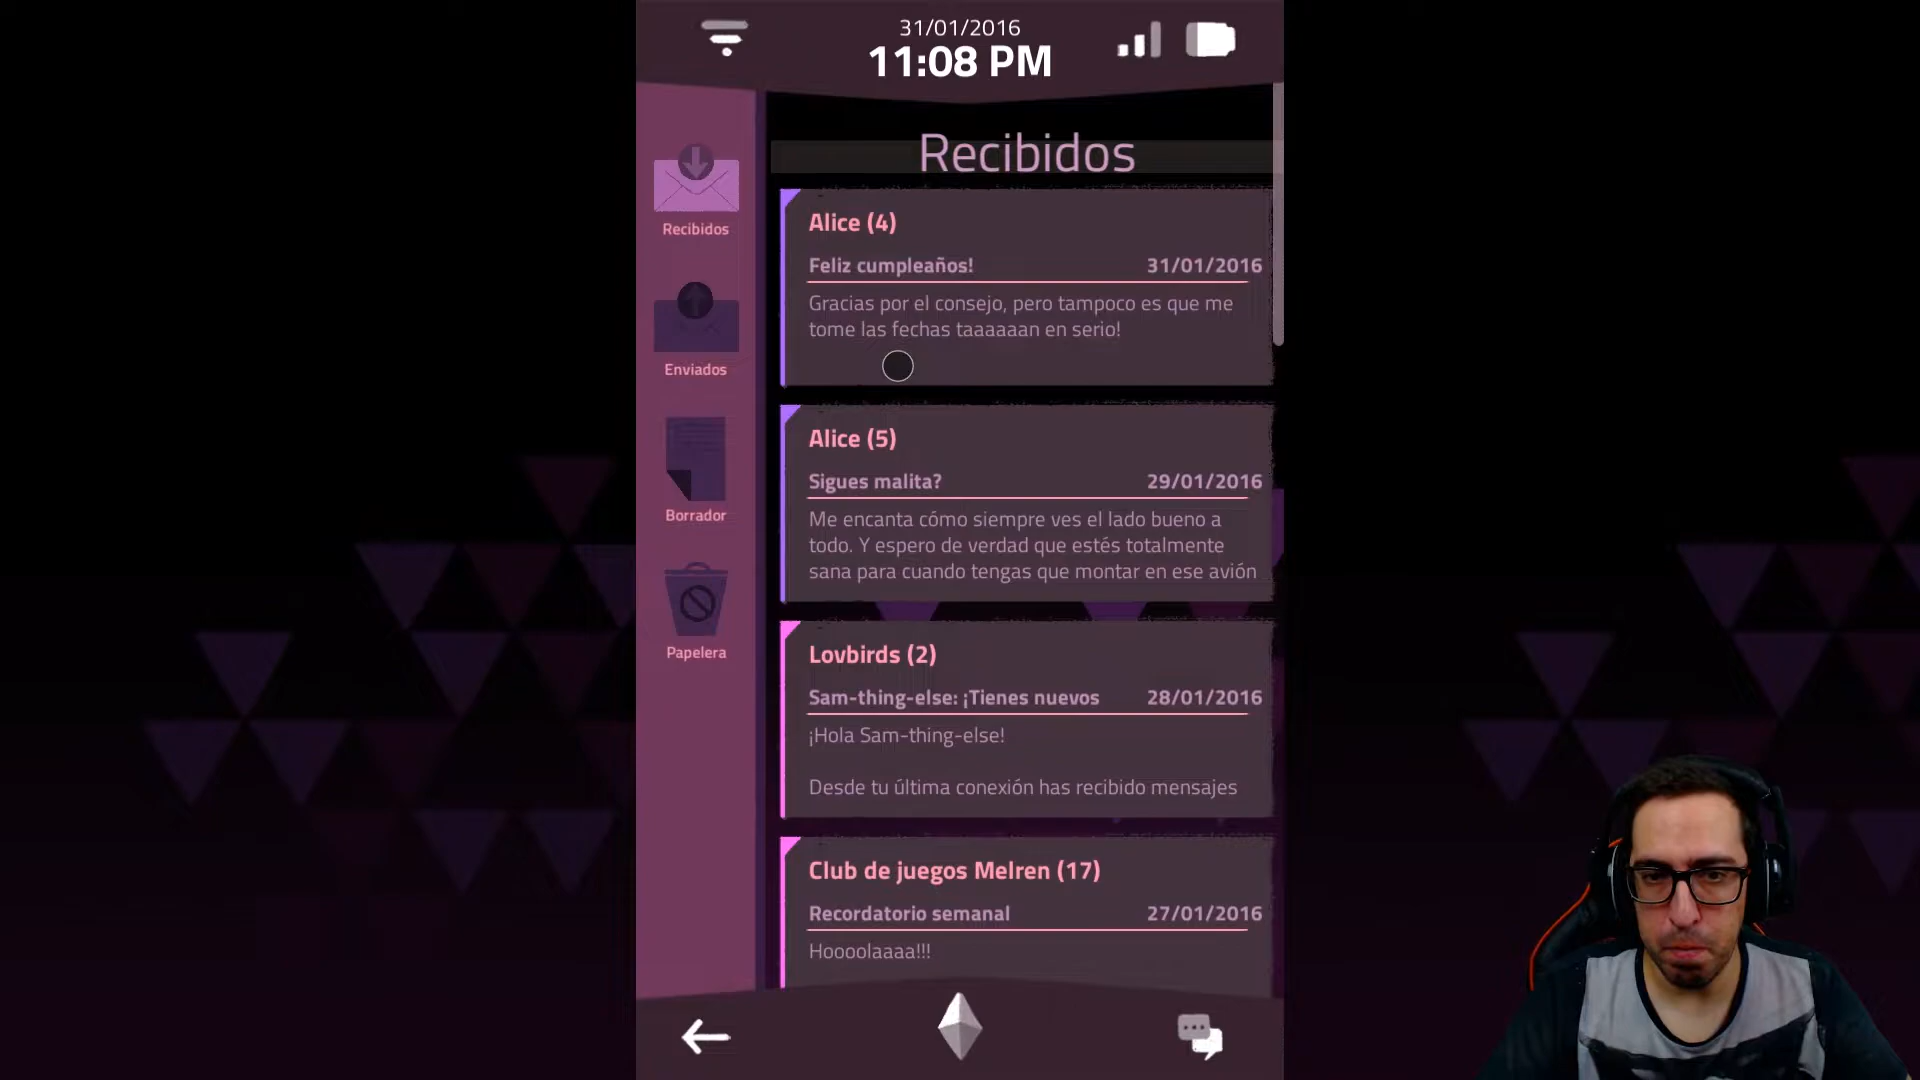 31/01/2016
11:08 PM
Recibidos
Recibidos
Enviados
Borrador
Papelera
Alice (4)
Feliz cumpleaños! 31/01/2016
Gracias por el consejo, pero tampoco es que me
tome las fechas taaaaaan en serio!
Alice (5)
Sigues malita? 29/01/2016
Me encanta cómo siempre ves el lado bueno a
todo. Y espero de verdad que estés totalmente
sana para cuando tengas que montar en ese avión
Lovbirds (2)
Sam-thing-else: ¡Tienes nuevos 28/01/2016
¡Hola Sam-thing-else!
Desde tu última conexión has recibido mensajes
Club de juegos Melren (17)
Recordatorio semanal 27/01/2016
Hoooolaaaa!!!